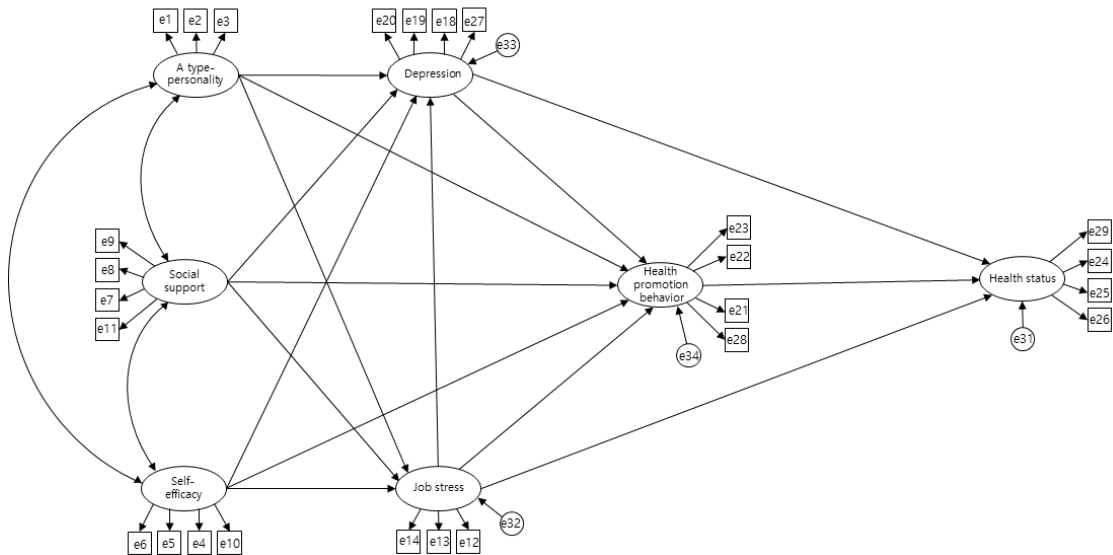 e1
e2
e3
e20
e19
e18
e27
e33
A type-
personality
Depression
e9
e8
e7
e11
Social
support
e23
e22
e21
e28
Health
promotion
behavior
e34
e29
e24
e25
e26
Health status
e31
Self-
efficacy
e6
e5
e4
e10
Job stress
e14
e13
e12
e32